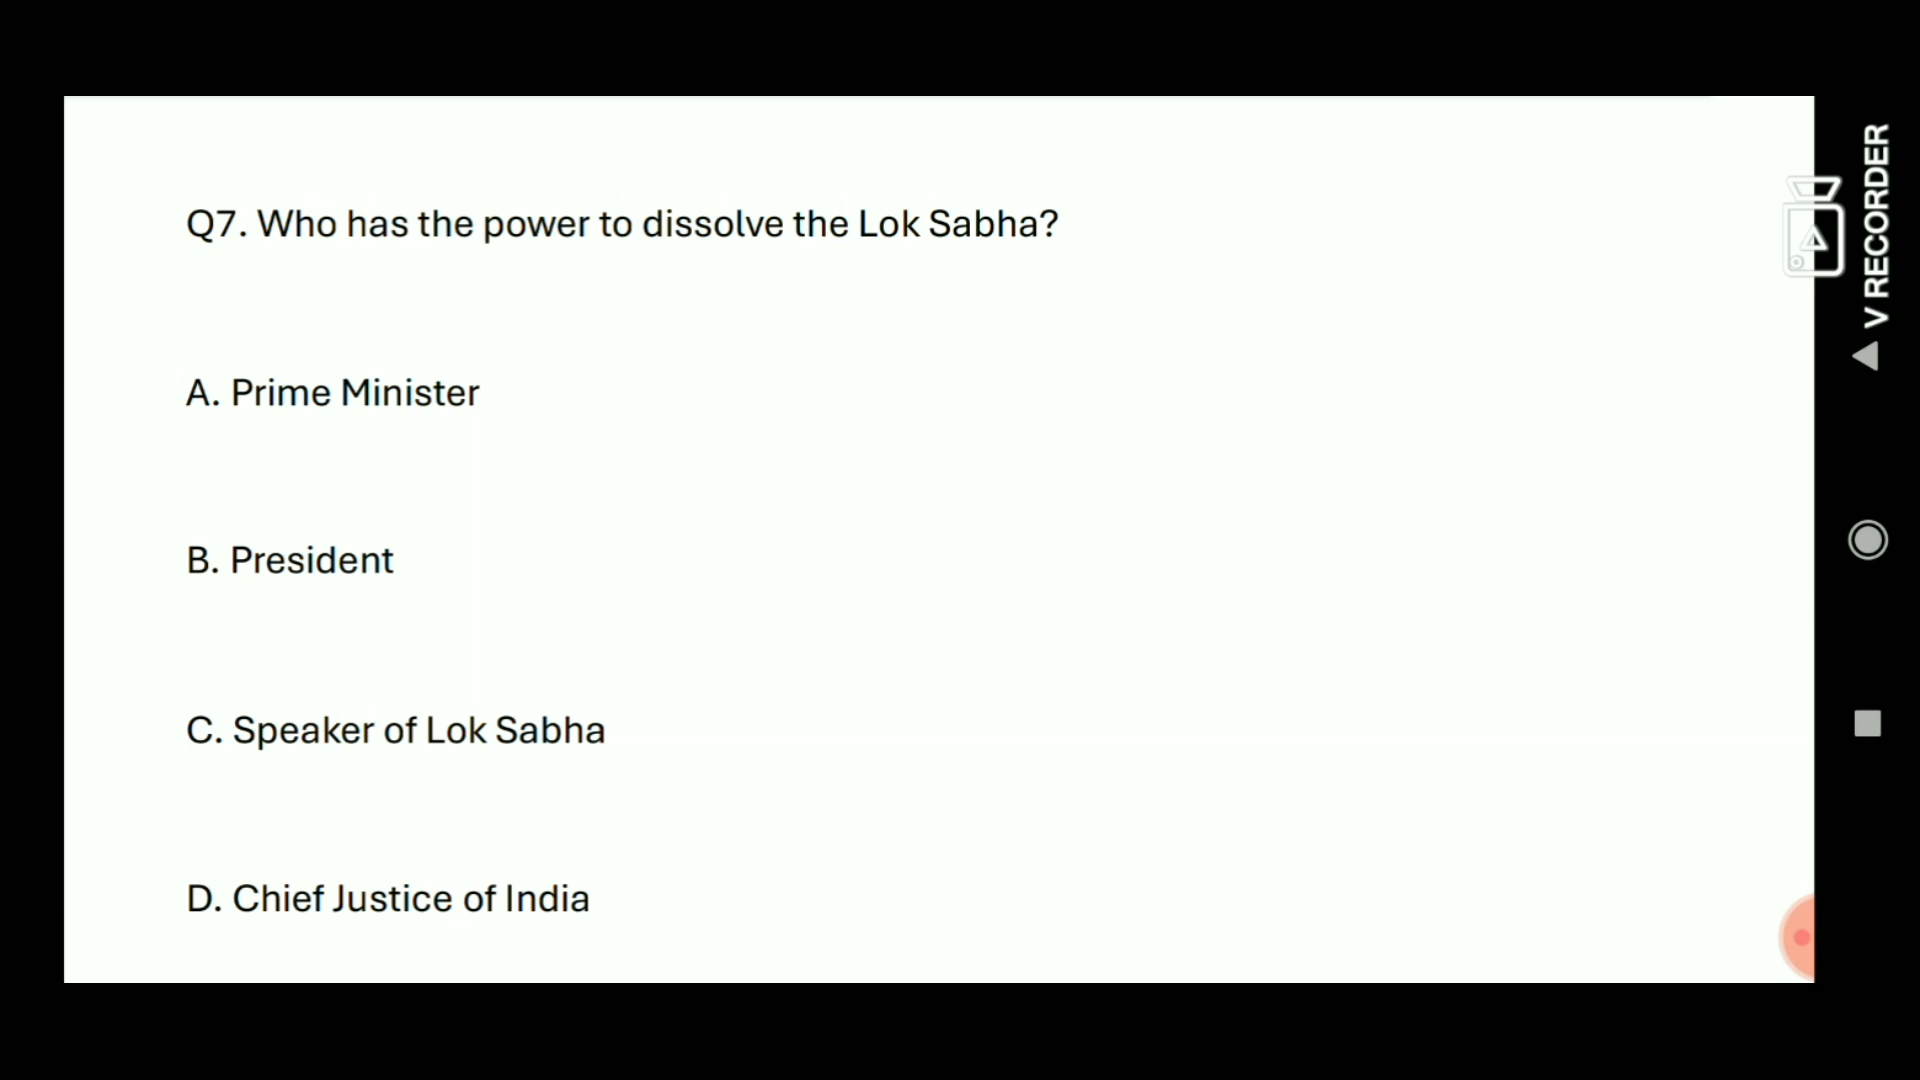 Q7. Who has the power to dissolve the Lok Sabha?
A. Prime Minister
B. President
C. Speaker of Lok Sabha
D. Chief Justice of India
V RECORDER